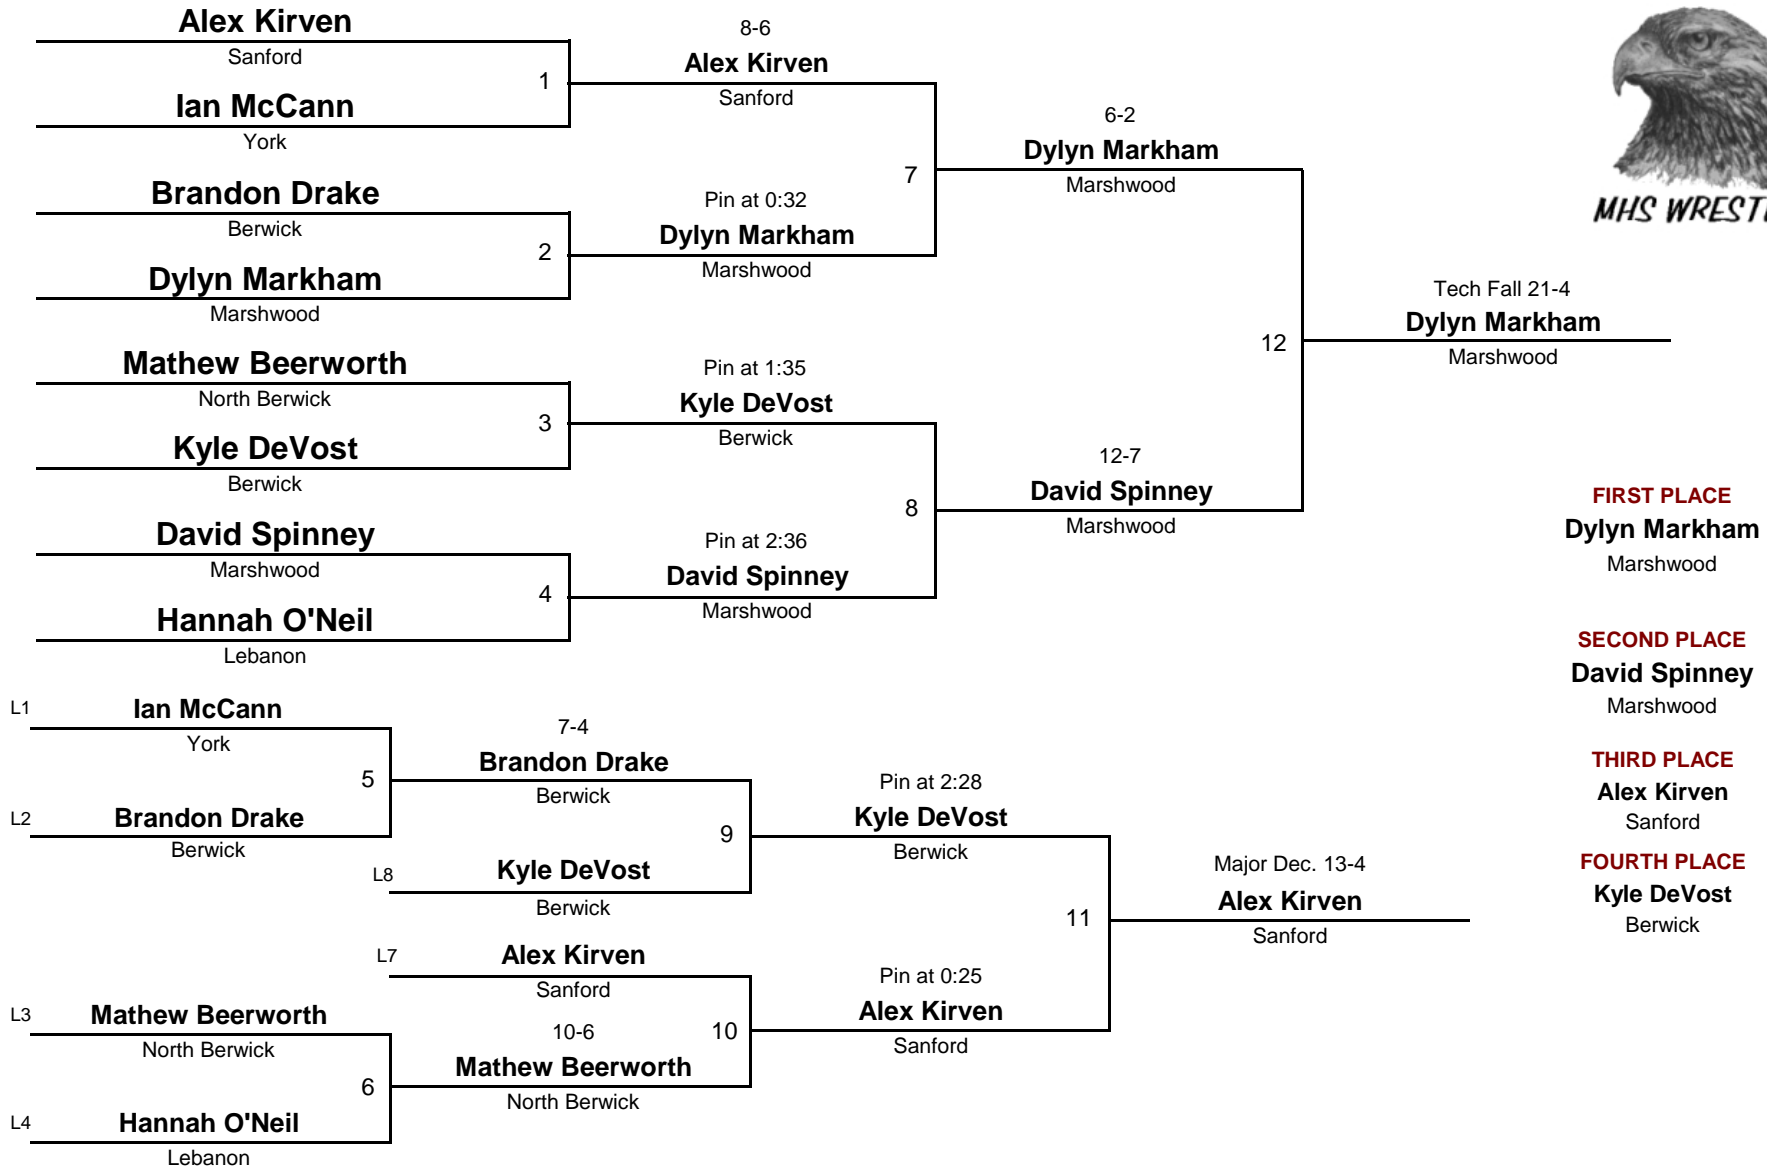 Alex Kirven
Sanford
1
Ian McCann
York
8-6
Alex Kirven
Sanford
Brandon Drake
Berwick
2
Dylyn Markham
Marshwood
Pin at 0:32
Dylyn Markham
Marshwood
7
6-2
Dylyn Markham
Marshwood
Mathew Beerworth
North Berwick
3
Kyle DeVost
Berwick
Pin at 1:35
Kyle DeVost
Berwick
David Spinney
Marshwood
4
Hannah O'Neil
Lebanon
Pin at 2:36
David Spinney
Marshwood
8
12-7
David Spinney
Marshwood
12
Tech Fall 21-4
Dylyn Markham
Marshwood
MHS
FIRST PLACE
Dylyn Markham
Marshwood
SECOND PLACE
David Spinney
Marshwood
THIRD PLACE
Alex Kirven
Sanford
FOURTH PLACE
Kyle DeVost
Berwick
L1
Ian McCann
York
5
L2
Brandon Drake
Berwick
7-4
Brandon Drake
Berwick
9
L8
Kyle DeVost
Berwick
Pin at 2:28
Kyle DeVost
Berwick
L7
Alex Kirven
Sanford
L3
Mathew Beerworth
North Berwick
6
L4
Hannah O'Neil
Lebanon
10-6
Mathew Beerworth
North Berwick
10
Pin at 0:25
Alex Kirven
Sanford
11
Major Dec. 13-4
Alex Kirven
Sanford